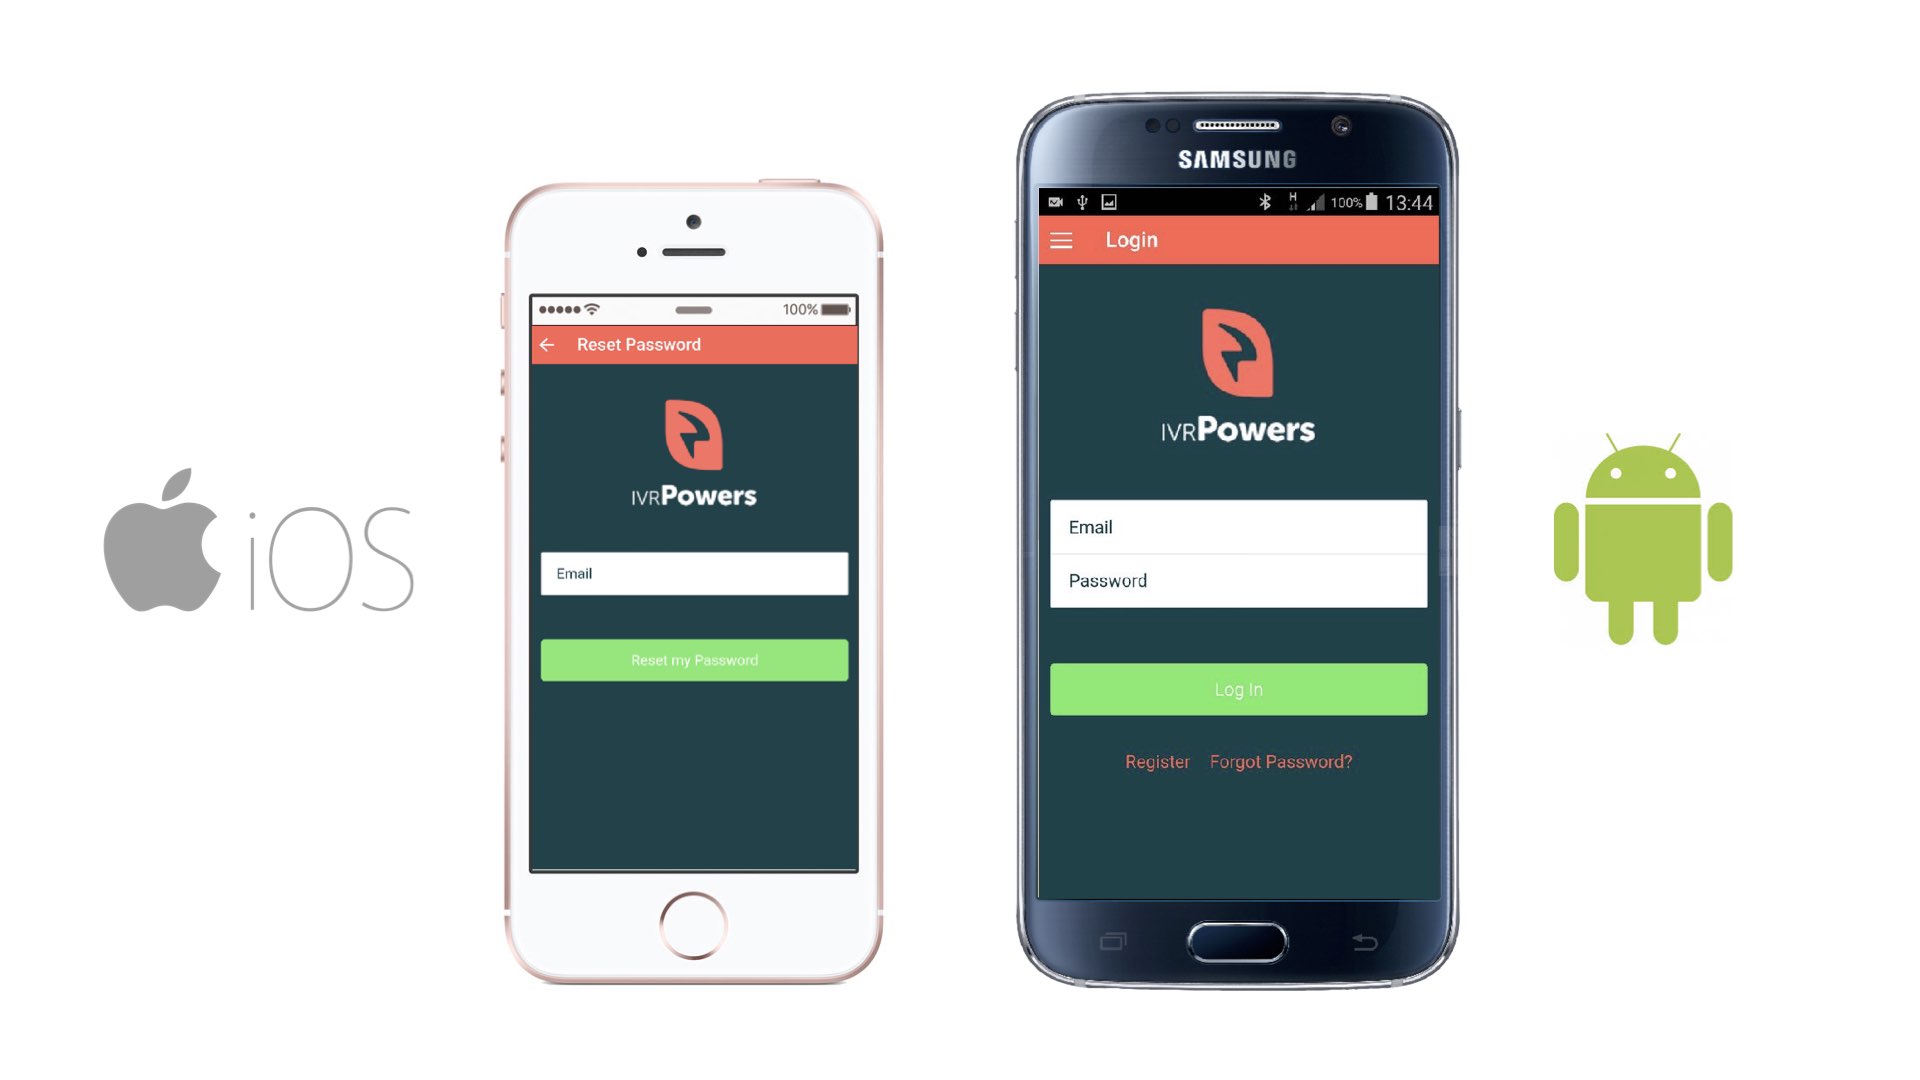 iOS
100%
Reset Password
IVRPowers
Email
Reset my Password
SAMSUNG
H
100% 13:44
Login
IVRPowers
Email
Password
Log In
Register Forgot Password?